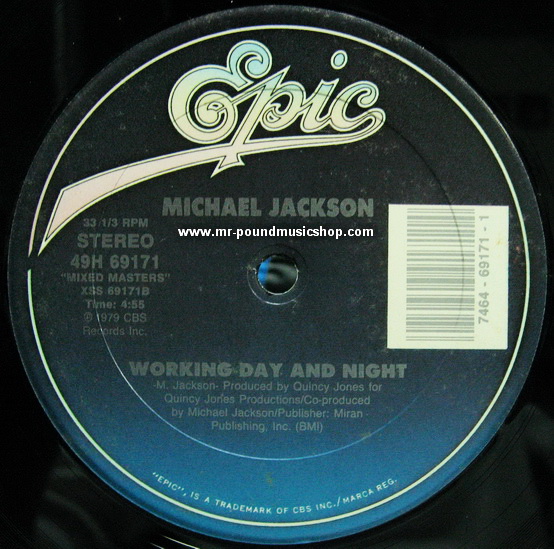 Epic
MICHAEL JACKSON
www.mr-poundmusicshop.com
33 1/3 RPM
STEREO
49H 69171
"MIXED MASTERS"
XSS 69171B
Time: 4:55
℗ 1979 CBS
Records Inc.
7464 - 69171 - 1
WORKING DAY AND NIGHT
-M. Jackson- Produced by Quincy Jones for
Quincy Jones Productions/Co-produced
by Michael Jackson/Publisher: Miran
Publishing, Inc. (BMI)
"EPIC", IS A TRADEMARK OF CBS INC./MARCA REG.